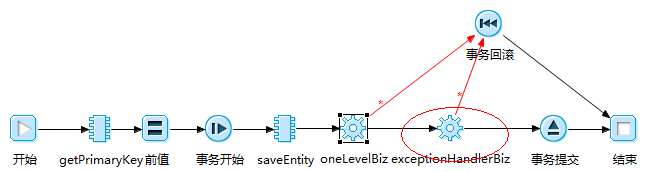 事务回滚
*
*
开始
getPrimaryKey
前值
事务开始
saveEntity
oneLevelBiz
exceptionHandlerBiz
事务提交
结束